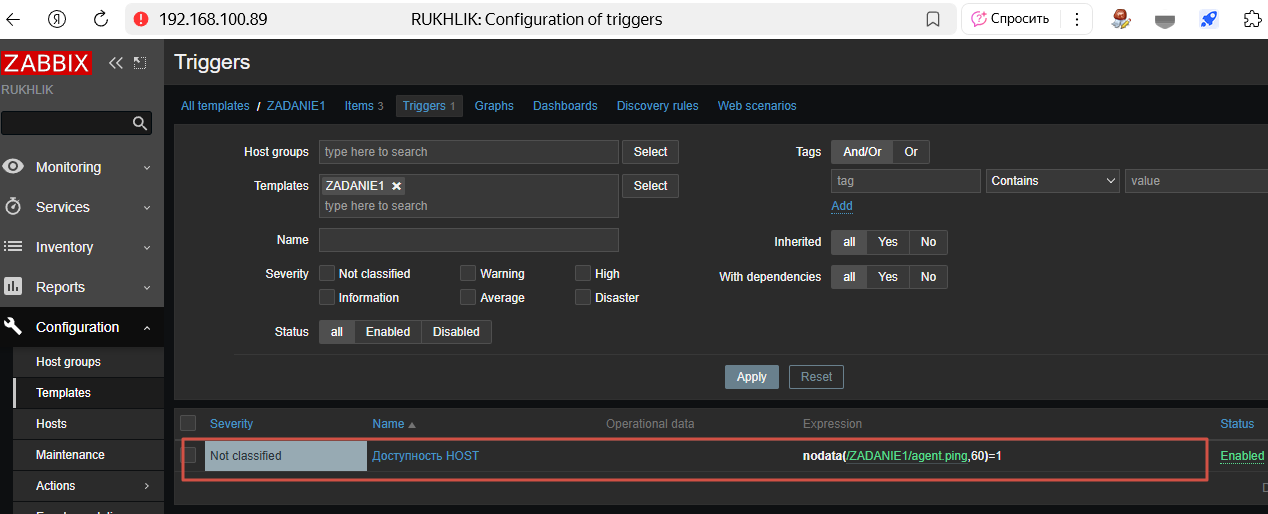 192.168.100.89 RUKHLIK: Configuration of triggers Спросить
ZABBIX
RUKHLIK
Monitoring
Services
Inventory
Reports
Configuration
Host groups
Templates
Hosts
Maintenance
Actions
Triggers
All templates / ZADANIE1 Items 3 Triggers 1 Graphs Dashboards Discovery rules Web scenarios
Host groups type here to search Select
Templates ZADANIE1 Select
type here to search
Name
Severity Not classified Warning High
Information Average Disaster
Status all Enabled Disabled
Tags And/Or Or
tag Contains value
Add
Inherited all Yes No
With dependencies all Yes No
Apply Reset
Severity Name Operational data Expression Status
Not classified Доступность HOST nodata(/ZADANIE1/agent.ping,60)=1 Enabled